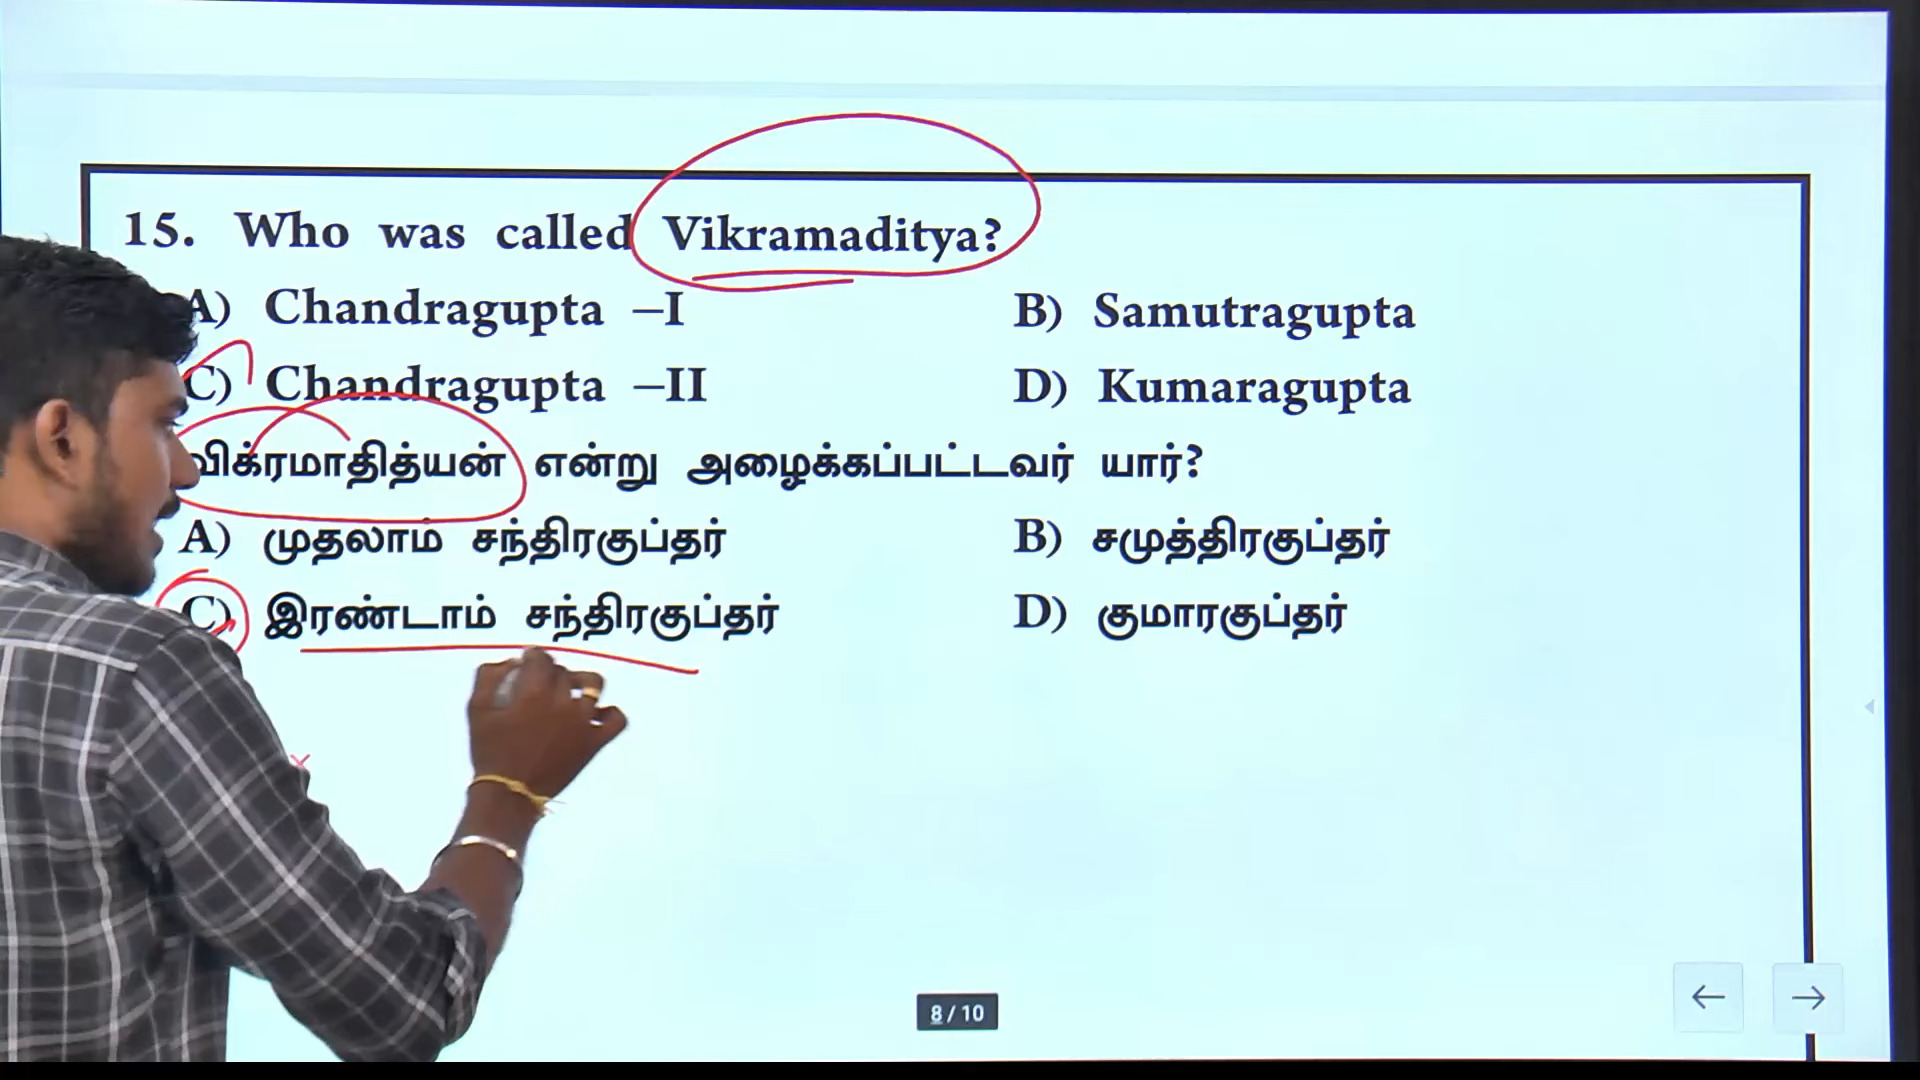 15. Who was called Vikramaditya?
A) Chandragupta –I B) Samutragupta
C) Chandragupta –II D) Kumaragupta
விக்ரமாதித்யன் என்று அழைக்கப்பட்டவர் யார்?
A) முதலாம் சந்திரகுப்தர் B) சமுத்திரகுப்தர்
C) இரண்டாம் சந்திரகுப்தர் D) குமாரகுப்தர்
8 / 10